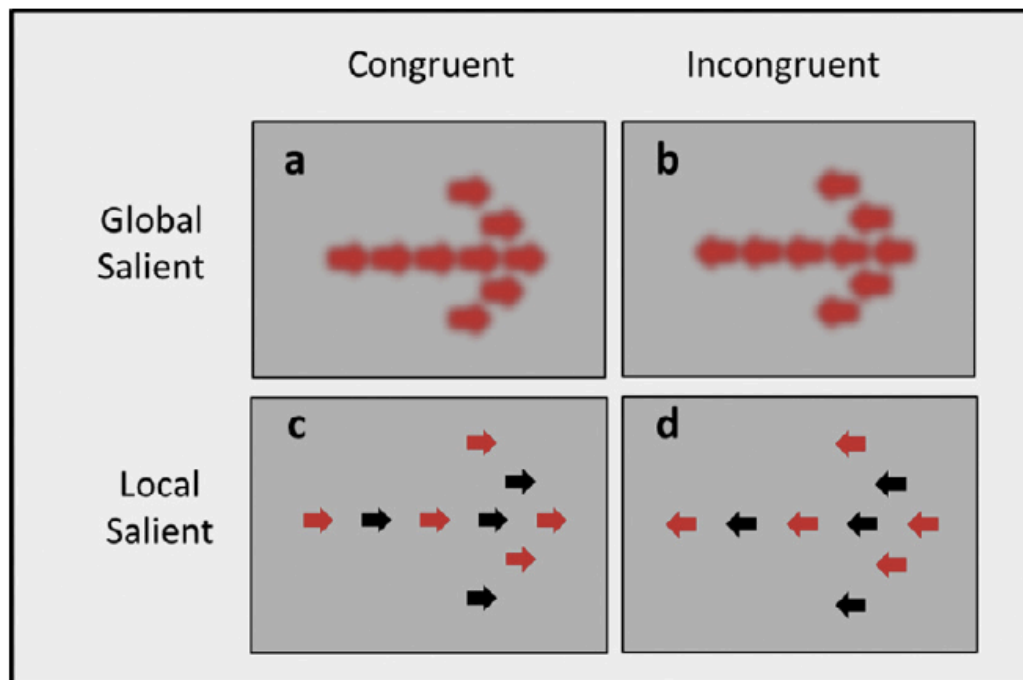 Congruent
Incongruent
Global
Salient
a
b
Local
Salient
c
d